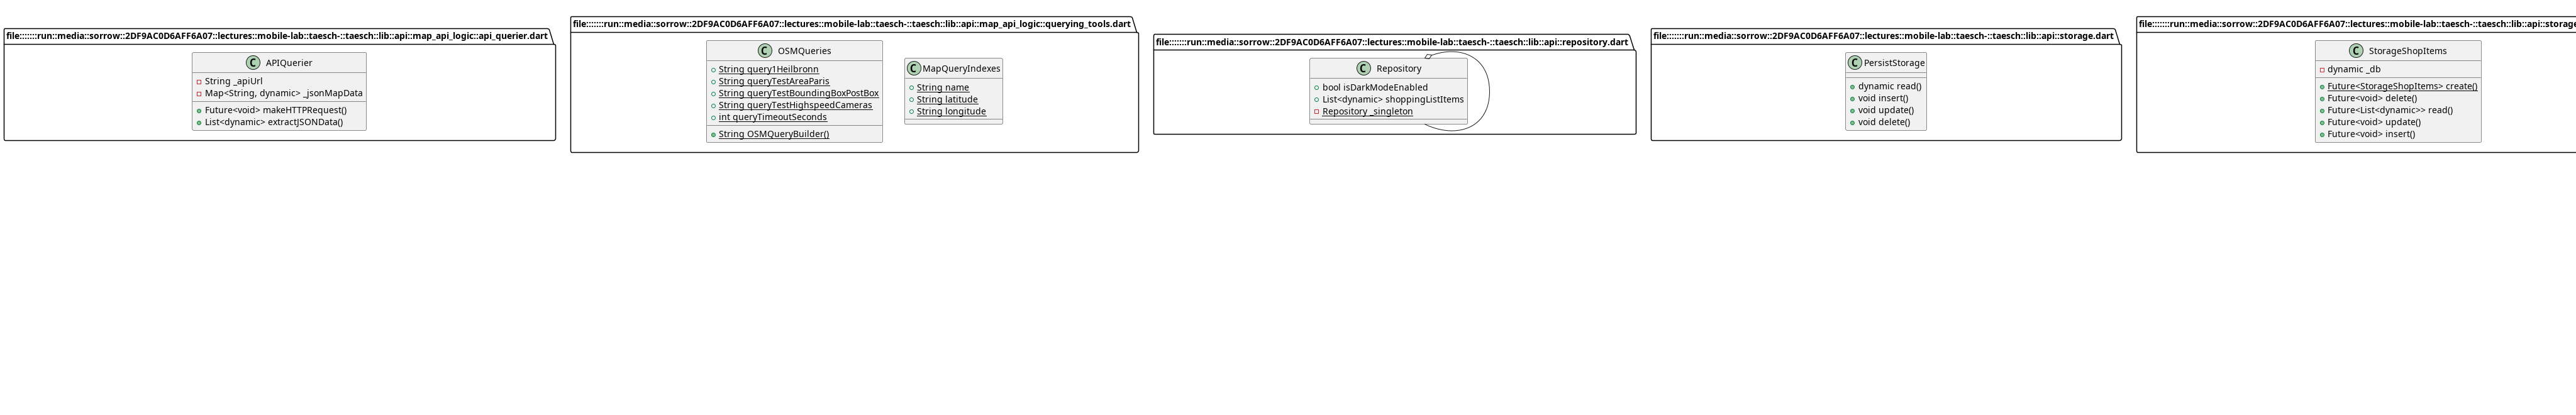 file:::::::run::media::sorrow::2DF9AC0D6AFF6A07::lectures::mobile-lab::taesch-::taesch::lib::api::map_api_logic::api_querier.dart
C APIQuerier
String _apiUrl
Map<String, dynamic> _jsonMapData
Future<void> makeHTTPRequest()
List<dynamic> extractJSONData()
file:::::::run::media::sorrow::2DF9AC0D6AFF6A07::lectures::mobile-lab::taesch-::taesch::lib::api::map_api_logic::querying_tools.dart
C OSMQueries
String query1Heilbronn
String queryTestAreaParis
String queryTestBoundingBoxPostBox
String queryTestHighspeedCameras
int queryTimeoutSeconds
String OSMQueryBuilder()
C MapQueryIndexes
String name
String latitude
String longitude
file:::::::run::media::sorrow::2DF9AC0D6AFF6A07::lectures::mobile-lab::taesch-::taesch::lib::api::repository.dart
C Repository
bool isDarkModeEnabled
List<dynamic> shoppingListItems
Repository _singleton
file:::::::run::media::sorrow::2DF9AC0D6AFF6A07::lectures::mobile-lab::taesch-::taesch::lib::api::storage.dart
C PersistStorage
dynamic read()
void insert()
void update()
void delete()
file:::::::run::media::sorrow::2DF9AC0D6AFF6A07::lectures::mobile-lab::taesch-::taesch::lib::api::storage
C StorageShopItems
dynamic _db
Future<StorageShopItems> create()
Future<void> delete()
Future<List<dynamic>> read()
Future<void> update()
Future<void> insert()